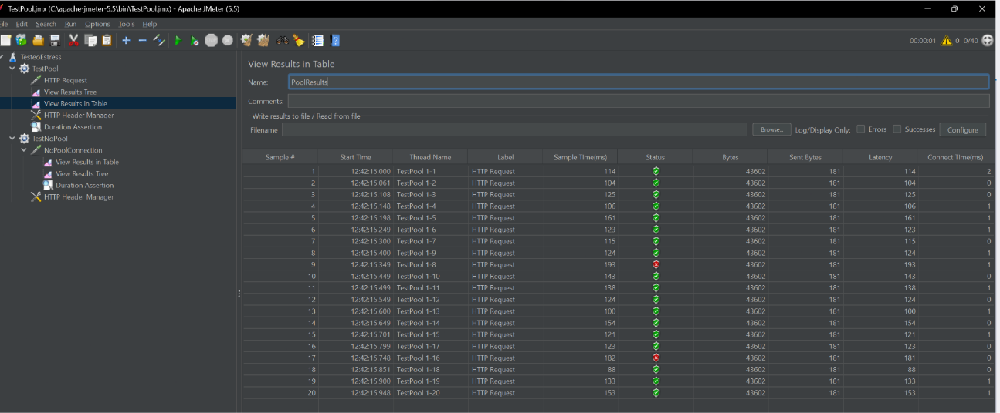 TestPool.jmx (C:\apache-jmeter-5.5\bin\TestPool.jmx) - Apache JMeter (5.5)
File Edit Search Run Options Tools Help
00:00:01 0 0/40
TesteoEstress
TestPool
HTTP Request
View Results Tree
View Results in Table
HTTP Header Manager
Duration Assertion
TestNoPool
NoPoolConnection
View Results in Table
View Results Tree
Duration Assertion
HTTP Header Manager
View Results in Table
Name: PoolResults
Comments:
Write results to file / Read from file
Filename Browse... Log/Display Only: Errors Successes Configure
Sample # Start Time Thread Name Label Sample Time(ms) Status Bytes Sent Bytes Latency Connect Time(ms)
1 12:42:15.000 TestPool 1-1 HTTP Request 114 43602 181 114 2
2 12:42:15.061 TestPool 1-2 HTTP Request 104 43602 181 104 0
3 12:42:15.108 TestPool 1-3 HTTP Request 125 43602 181 125 0
4 12:42:15.148 TestPool 1-4 HTTP Request 106 43602 181 106 1
5 12:42:15.198 TestPool 1-5 HTTP Request 161 43602 181 161 1
6 12:42:15.249 TestPool 1-6 HTTP Request 123 43602 181 123 1
7 12:42:15.300 TestPool 1-7 HTTP Request 115 43602 181 115 0
8 12:42:15.400 TestPool 1-9 HTTP Request 124 43602 181 124 1
9 12:42:15.349 TestPool 1-8 HTTP Request 193 43602 181 193 1
10 12:42:15.449 TestPool 1-10 HTTP Request 143 43602 181 143 0
11 12:42:15.499 TestPool 1-11 HTTP Request 138 43602 181 138 1
12 12:42:15.549 TestPool 1-12 HTTP Request 124 43602 181 124 0
13 12:42:15.600 TestPool 1-13 HTTP Request 100 43602 181 100 1
14 12:42:15.649 TestPool 1-14 HTTP Request 154 43602 181 154 0
15 12:42:15.701 TestPool 1-15 HTTP Request 121 43602 181 121 1
16 12:42:15.799 TestPool 1-17 HTTP Request 123 43602 181 123 0
17 12:42:15.748 TestPool 1-16 HTTP Request 182 43602 181 181 0
18 12:42:15.851 TestPool 1-18 HTTP Request 88 43602 181 88 0
19 12:42:15.900 TestPool 1-19 HTTP Request 133 43602 181 133 1
20 12:42:15.948 TestPool 1-20 HTTP Request 153 43602 181 153 1